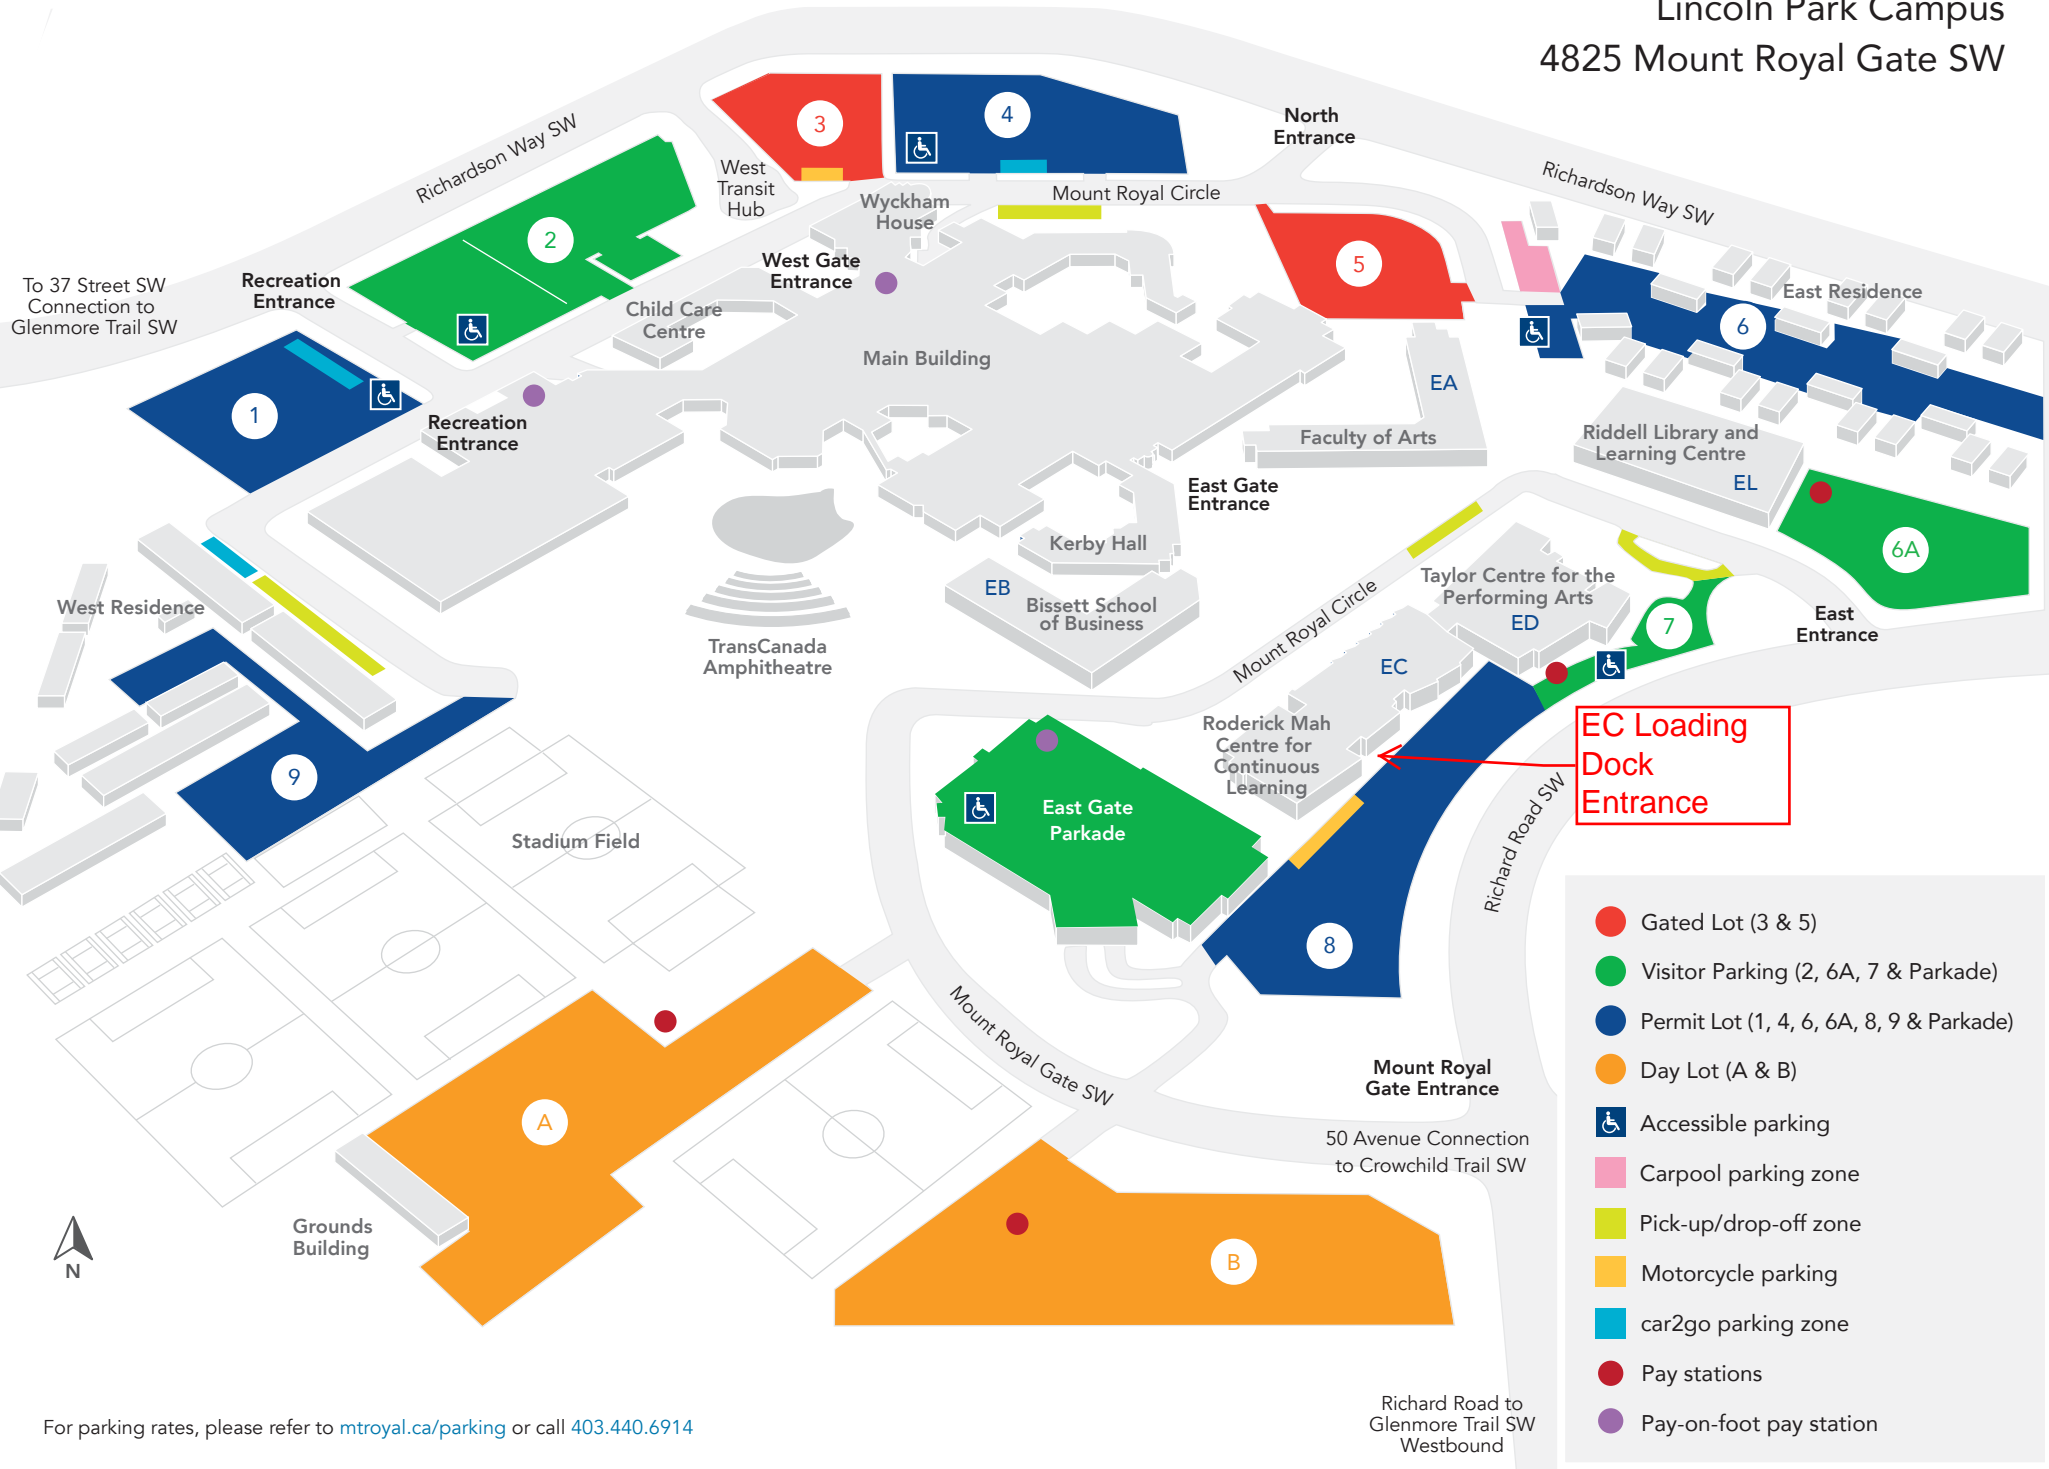 Lincoln Park Campus
4825 Mount Royal Gate SW
North
Entrance
3
4
Richardson Way SW
West
Transit
Hub
Mount Royal Circle
Wyckham
House
Richardson Way SW
2
West Gate
Entrance
5
East Residence
6
To 37 Street SW
Connection to
Glenmore Trail SW
Recreation
Entrance
Child Care
Centre
Main Building
EA
1
Recreation
Entrance
Faculty of Arts
Riddell Library and
Learning Centre
EL
East Gate
Entrance
6A
Kerby Hall
EB
Bissett School
of Business
Taylor Centre for the
Performing Arts
ED
7
East
Entrance
West Residence
TransCanada
Amphitheatre
Mount Royal Circle
EC
Roderick Mah
Centre for
Continuous
Learning
EC Loading
Dock
Entrance
9
Stadium Field
East Gate
Parkade
Richard Road SW
8
Mount Royal Gate SW
Mount Royal
Gate Entrance
50 Avenue Connection
to Crowchild Trail SW
A
B
Grounds
Building
N
Richard Road to
Glenmore Trail SW
Westbound
Gated Lot (3 & 5)
Visitor Parking (2, 6A, 7 & Parkade)
Permit Lot (1, 4, 6, 6A, 8, 9 & Parkade)
Day Lot (A & B)
Accessible parking
Carpool parking zone
Pick-up/drop-off zone
Motorcycle parking
car2go parking zone
Pay stations
Pay-on-foot pay station
For parking rates, please refer to mtroyal.ca/parking or call 403.440.6914